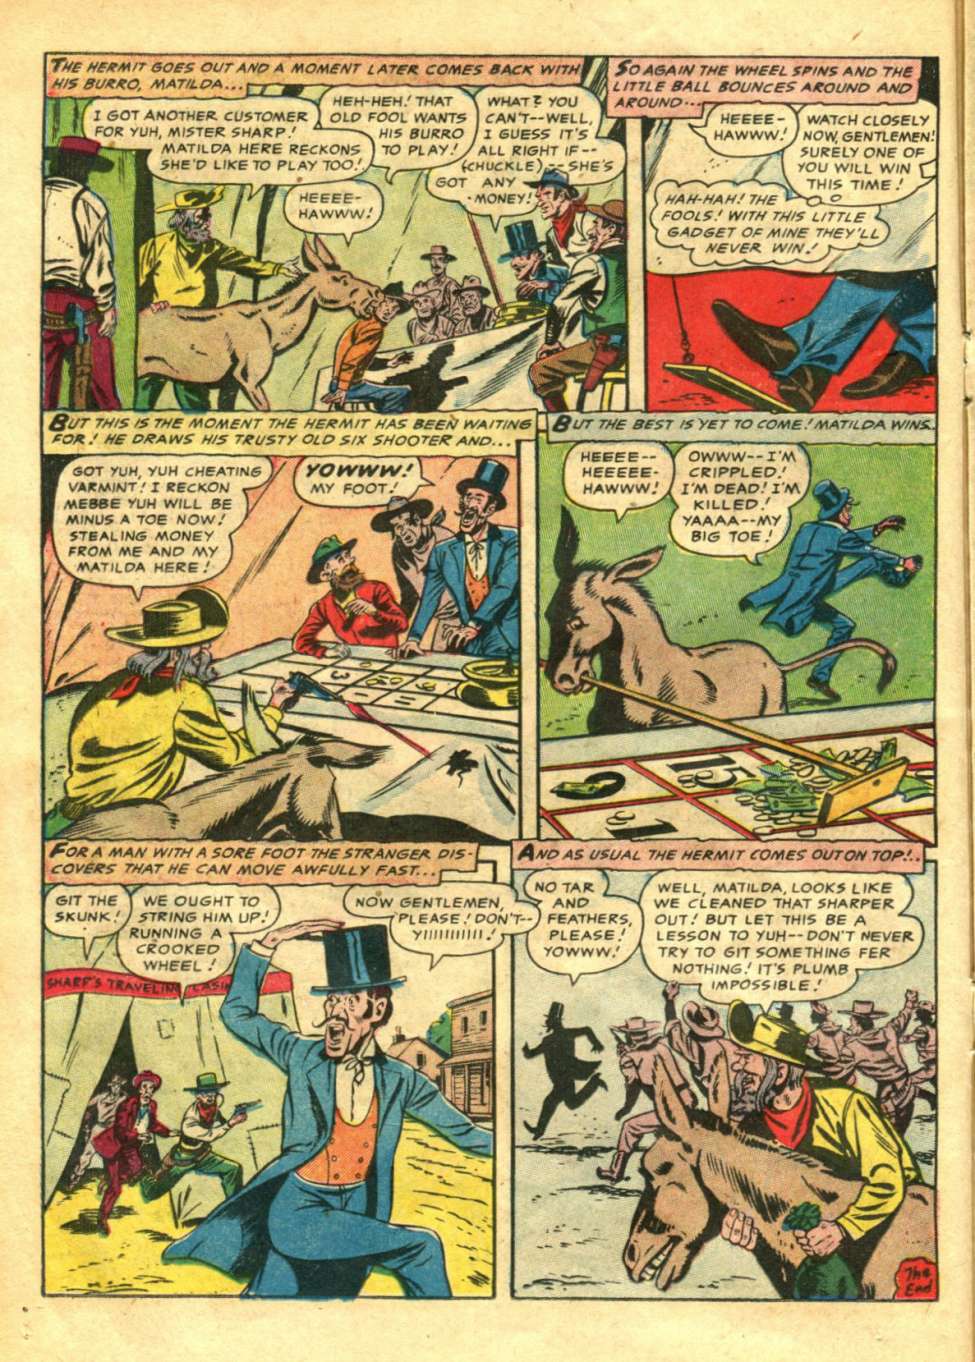 THE HERMIT GOES OUT AND A MOMENT LATER COMES BACK WITH
HIS BURRO, MATILDA...
I GOT ANOTHER CUSTOMER
FOR YUH, MISTER SHARP!
MATILDA HERE RECKONS
SHE'D LIKE TO PLAY TOO!
HEH-HEH! THAT
OLD FOOL WANTS
HIS BURRO
TO PLAY!
WHAT? YOU
CAN'T--WELL,
I GUESS IT'S
ALL RIGHT IF--
(CHUCKLE)--SHE'S
GOT ANY
MONEY!
HEEEE-
HAWWW!
SO AGAIN THE WHEEL SPINS AND THE
LITTLE BALL BOUNCES AROUND AND
AROUND...
HEEEE-
HAWWW!
WATCH CLOSELY
NOW, GENTLEMEN!
SURELY ONE OF
YOU WILL WIN
THIS TIME!
HAH-HAH! THE
FOOLS! WITH THIS LITTLE
GADGET OF MINE THEY'LL
NEVER WIN!
BUT THIS IS THE MOMENT THE HERMIT HAS BEEN WAITING
FOR! HE DRAWS HIS TRUSTY OLD SIX SHOOTER AND...
GOT YUH, YUH CHEATING
VARMINT! I RECKON
MEBBE YUH WILL BE
MINUS A TOE NOW!
STEALING MONEY
FROM ME AND MY
MATILDA HERE!
YOWWW!
MY FOOT!
BUT THE BEST IS YET TO COME! MATILDA WINS..
HEEEE--
HEEEEE-
HAWWW!
OWWW--I'M
CRIPPLED!
I'M DEAD! I'M
KILLED!
YAAAA--MY
BIG TOE!
15
1
FOR A MAN WITH A SORE FOOT THE STRANGER DIS-
COVERS THAT HE CAN MOVE AWFULLY FAST...
GIT THE
SKUNK!
WE OUGHT TO
STRING HIM UP!
RUNNING A
CROOKED
WHEEL!
NOW GENTLEMEN,
PLEASE! DON'T--
YIIIIIIIIIII!
SHARP'S TRAVELING CASIN
AND AS USUAL THE HERMIT COMES OUT ON TOP!..
NO TAR
AND
FEATHERS,
PLEASE!
YOWWW!
WELL, MATILDA, LOOKS LIKE
WE CLEANED THAT SHARPER
OUT! BUT LET THIS BE A
LESSON TO YUH--DON'T NEVER
TRY TO GIT SOMETHING FER
NOTHING! IT'S PLUMB
IMPOSSIBLE!
The
End